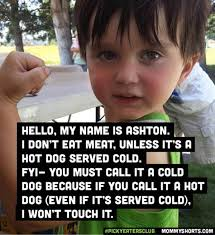 HELLO, MY NAME IS ASHTON.
I DON'T EAT MEAT, UNLESS IT'S A
HOT DOG SERVED COLD.
FYI- YOU MUST CALL IT A COLD
DOG BECAUSE IF YOU CALL IT A HOT
DOG (EVEN IF IT'S SERVED COLD),
I WON'T TOUCH IT.
#PICKYEATERSCLUB MOMMYSHORTS.COM